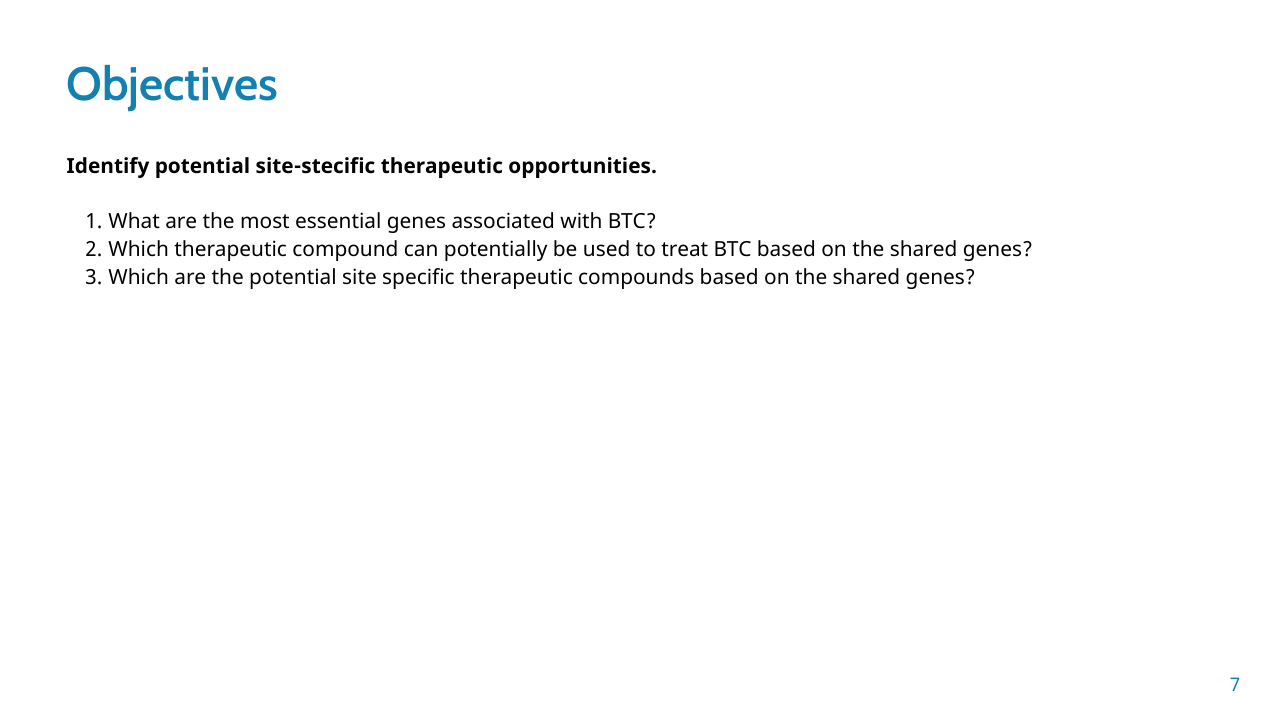 Objectives
Identify potential site-stecific therapeutic opportunities.
1. What are the most essential genes associated with BTC?
2. Which therapeutic compound can potentially be used to treat BTC based on the shared genes?
3. Which are the potential site specific therapeutic compounds based on the shared genes?
7